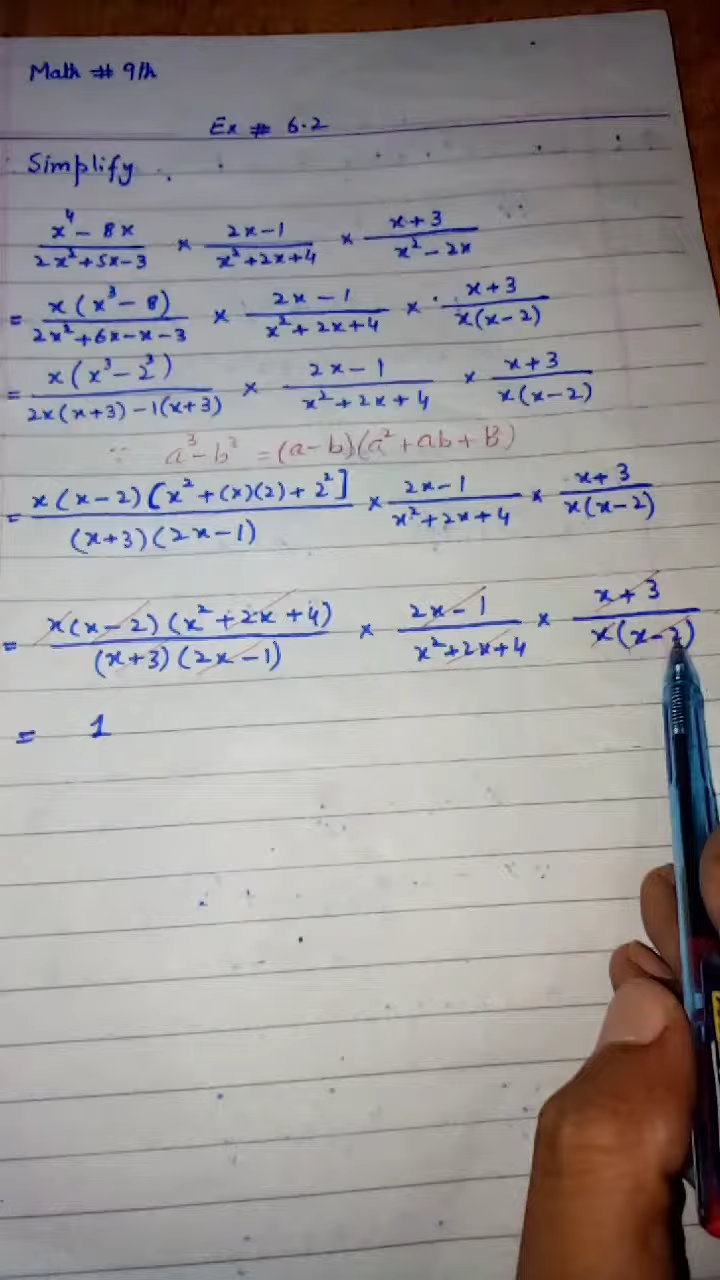 Math # 9th
Ex # 6.2
Simplify
x⁴ - 8x / 2x² + 5x - 3 × 2x - 1 / x² + 2x + 4 × x + 3 / x² - 2x
= x(x³ - 8) / 2x² + 6x - x - 3 × 2x - 1 / x² + 2x + 4 × x + 3 / x(x - 2)
= x(x³ - 2³) / 2x(x+3) - 1(x+3) × 2x - 1 / x² + 2x + 4 × x + 3 / x(x - 2)
∵ a³ - b³ = (a - b)(a² + ab + B)
= x(x - 2)[x² + (x)(2) + 2²] / (x+3)(2x - 1) × 2x - 1 / x² + 2x + 4 × x + 3 / x(x - 2)
= x(x - 2)(x² + 2x + 4) / (x+3)(2x - 1) × 2x - 1 / x² + 2x + 4 × x + 3 / x(x - 2)
= 1